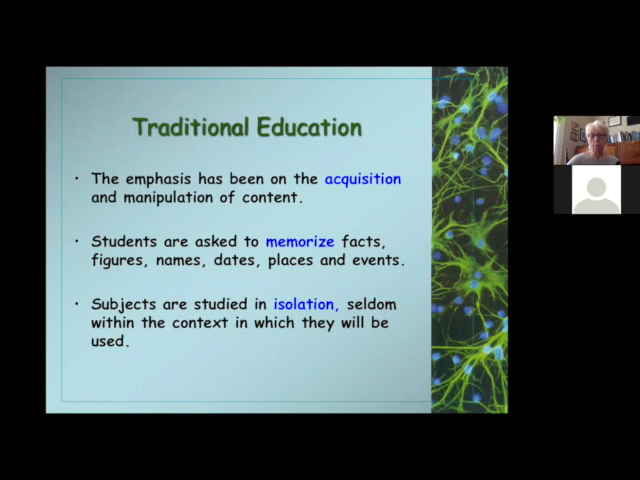 Traditional Education
· The emphasis has been on the acquisition
and manipulation of content.
· Students are asked to memorize facts,
figures, names, dates, places and events.
· Subjects are studied in isolation, seldom
within the context in which they will be
used.